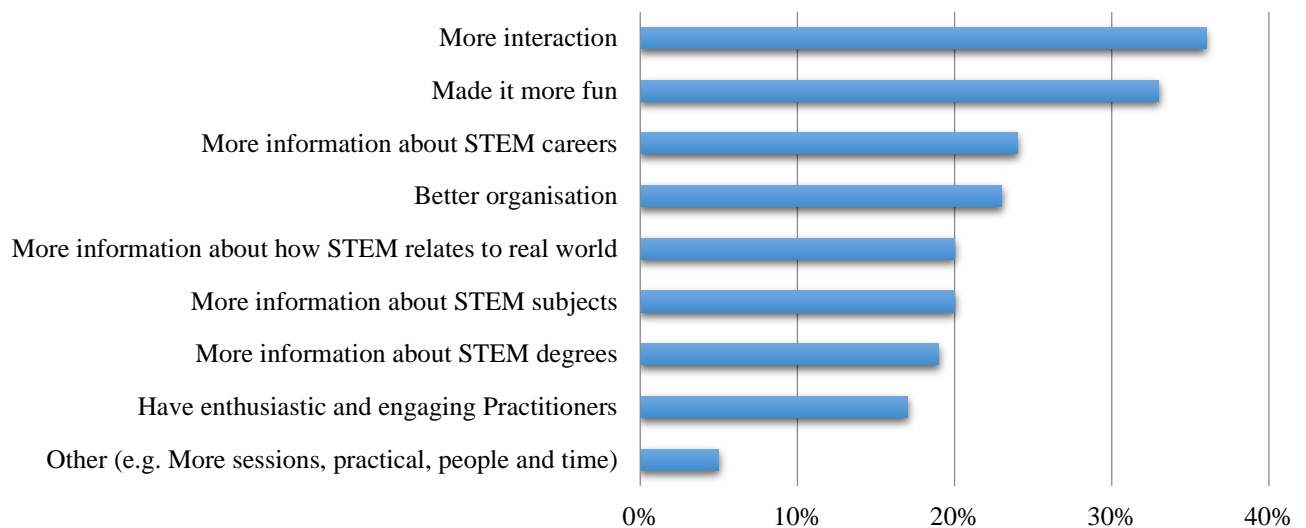 More interaction
Made it more fun
More information about STEM careers
Better organisation
More information about how STEM relates to real world
More information about STEM subjects
More information about STEM degrees
Have enthusiastic and engaging Practitioners
Other (e.g. More sessions, practical, people and time)
0% 10% 20% 30% 40%